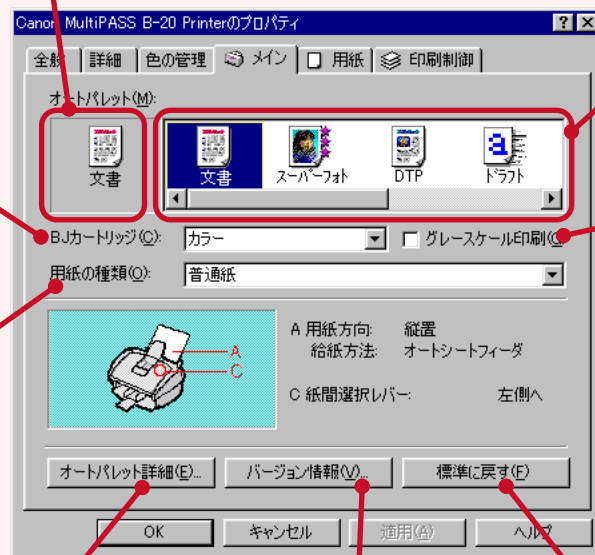 Canon MultiPASS B-20 Printerのプロパティ
全般 詳細 色の管理 メイン 用紙 印刷制御
オートパレット(M):
文書 文書 スーパーフォト DTP ドラフト
BJカートリッジ(C): カラー グレースケール印刷(G
用紙の種類(O): 普通紙
A 用紙方向: 縦置
給紙方法: オートシートフィーダ
A
C
C 紙間選択レバー: 左側へ
オートパレット詳細(E)... バージョン情報(V)... 標準に戻す(F)
OK キャンセル 適用(A) ヘルプ